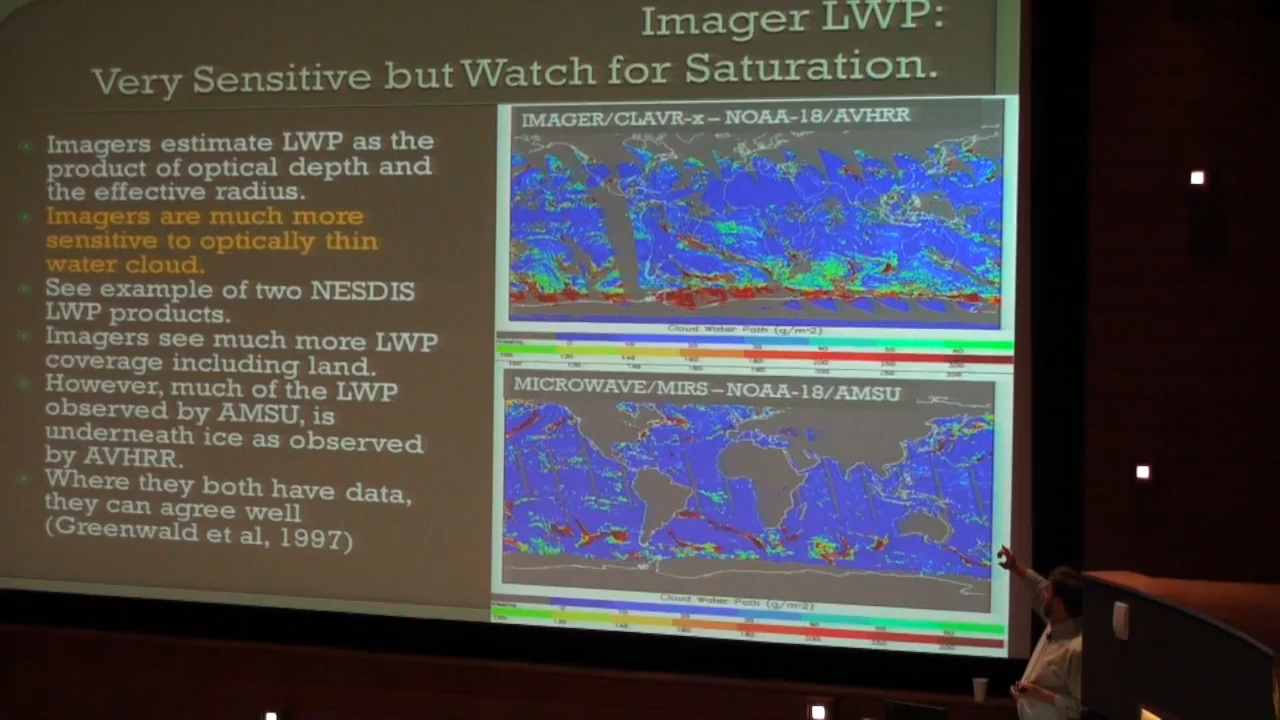 Imager LWP:
Very Sensitive but Watch for Saturation.
Imagers estimate LWP as the
product of optical depth and
the effective radius.
Imagers are much more
sensitive to optically thin
water cloud.
See example of two NESDIS
LWP products.
Imagers see much more LWP
coverage including land.
However, much of the LWP
observed by AMSU, is
underneath ice as observed
by AVHRR.
Where they both have data,
they can agree well
(Greenwald et al, 1997)
IMAGER/CLAVR-x – NOAA-18/AVHRR
Cloud Water Path (g/m^2)
MICROWAVE/MIRS – NOAA-18/AMSU
Cloud Water Path (g/m^2)